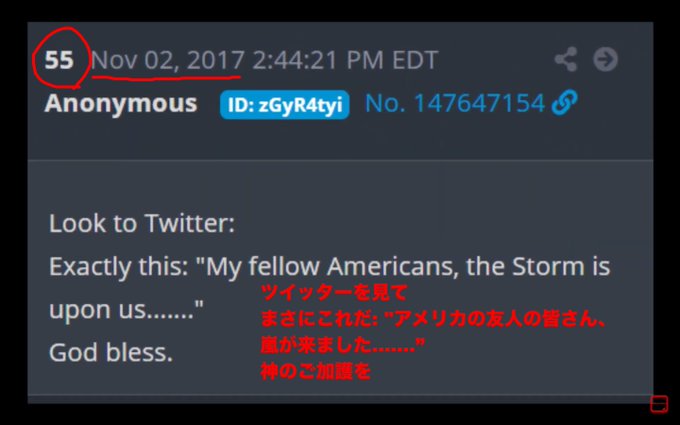 55 Nov 02, 2017 2:44:21 PM EDT
Anonymous ID: zGyR4tyi No. 147647154
Look to Twitter:
Exactly this: "My fellow Americans, the Storm is
upon us......."
God bless.
ツイッターを見て
まさにこれだ: "アメリカの友人の皆さん、
嵐が来ました.......”
神のご加護を